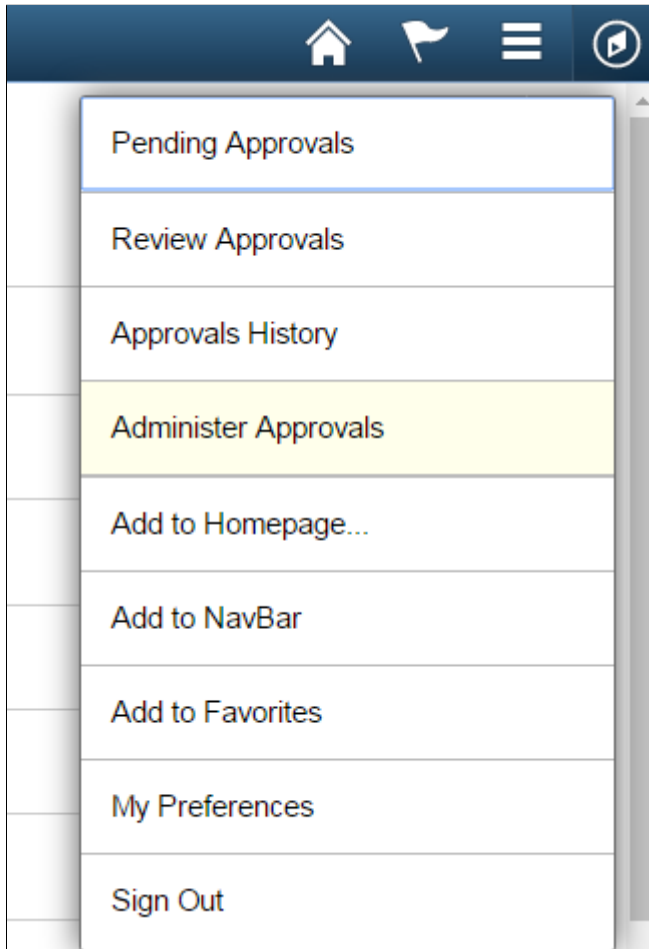 Pending Approvals
Review Approvals
Approvals History
Administer Approvals
Add to Homepage...
Add to NavBar
Add to Favorites
My Preferences
Sign Out